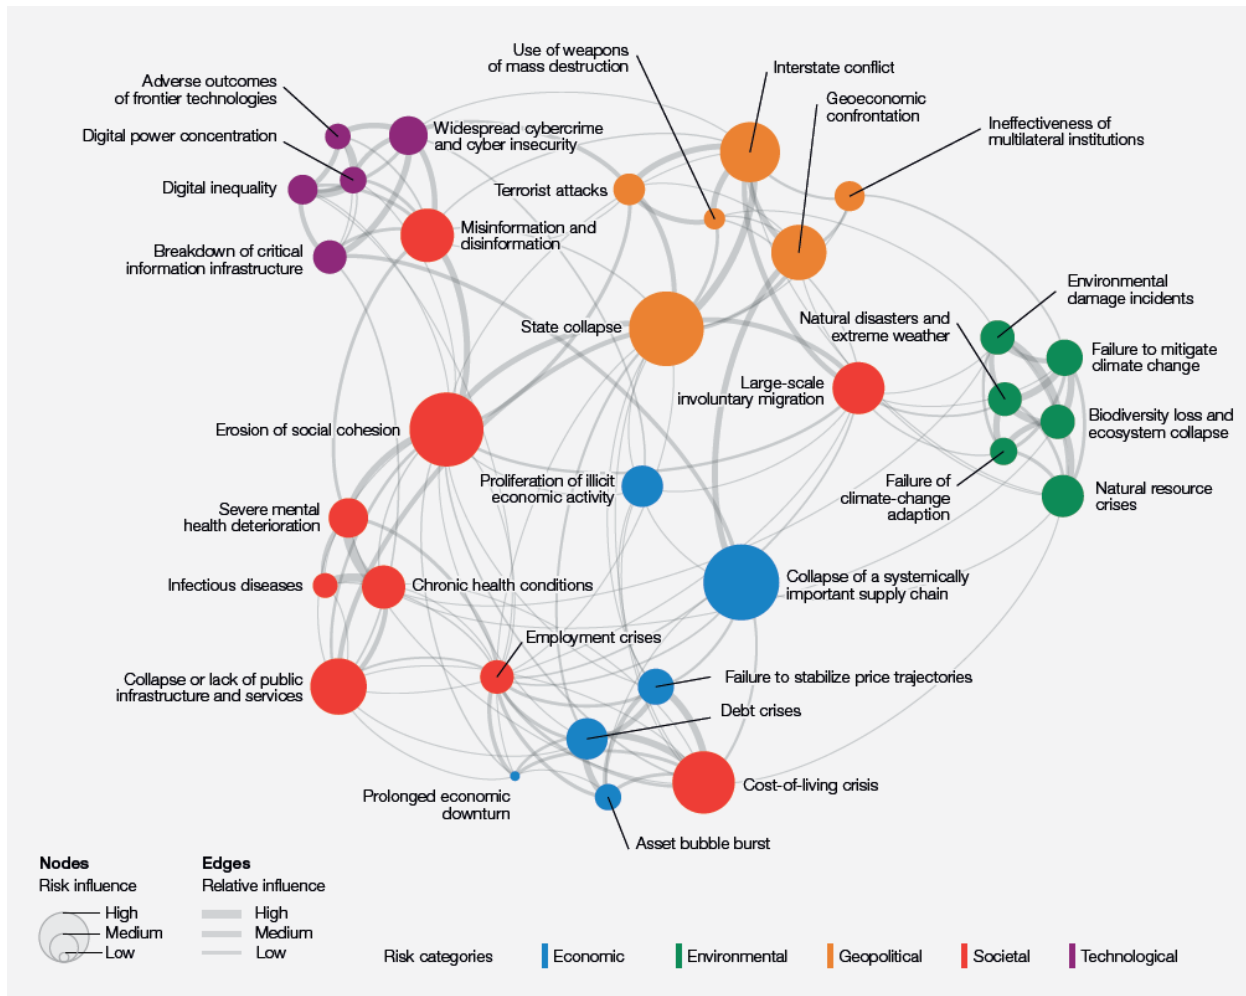 Use of weapons
of mass destruction
Interstate conflict
Adverse outcomes
of frontier technologies
Geoeconomic
confrontation
Digital power concentration
Widespread cybercrime
and cyber insecurity
Ineffectiveness of
multilateral institutions
Digital inequality
Terrorist attacks
Misinformation and
disinformation
Breakdown of critical
information infrastructure
Environmental
damage incidents
State collapse
Natural disasters and
extreme weather
Failure to mitigate
climate change
Large-scale
involuntary migration
Biodiversity loss and
ecosystem collapse
Erosion of social cohesion
Proliferation of illicit
economic activity
Failure of
climate-change
adaption
Natural resource
crises
Severe mental
health deterioration
Infectious diseases
Chronic health conditions
Collapse of a systemically
important supply chain
Employment crises
Collapse or lack of public
infrastructure and services
Failure to stabilize price trajectories
Debt crises
Prolonged economic
downturn
Cost-of-living crisis
Asset bubble burst
Nodes
Risk influence
High
Medium
Low
Edges
Relative influence
High
Medium
Low
Risk categories
Economic
Environmental
Geopolitical
Societal
Technological